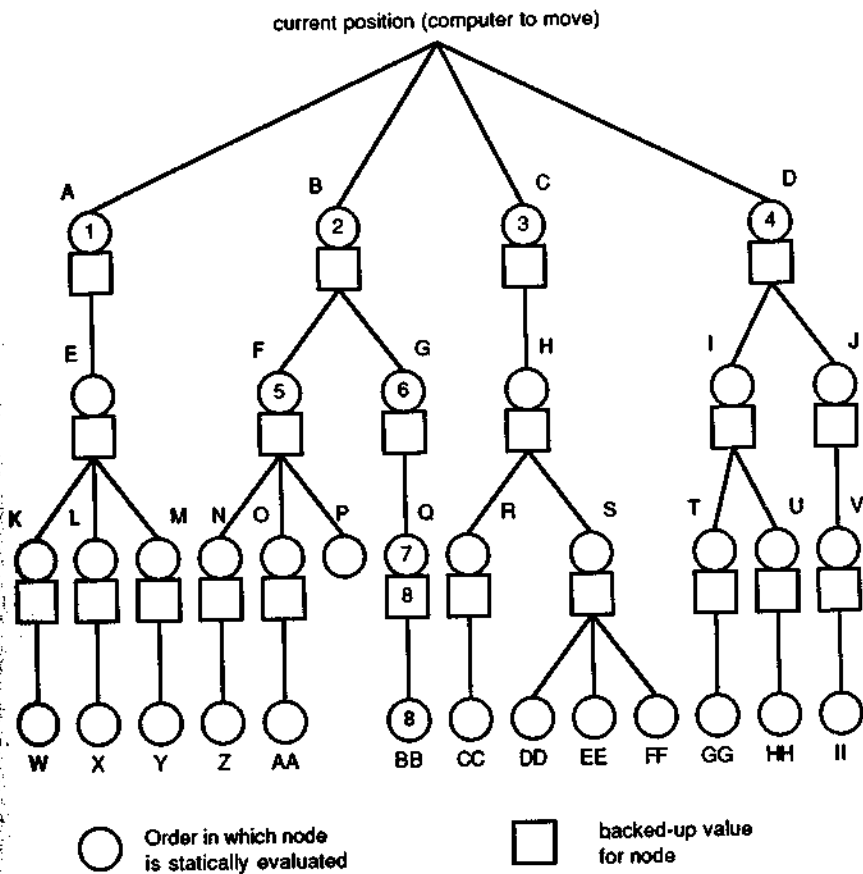 current position (computer to move)
A B C D
1 2 3 4
E F G H I J
5 6
K L M N O P Q R S T U V
7
8
8
W X Y Z AA BB CC DD EE FF GG HH II
Order in which node
is statically evaluated
backed-up value
for node